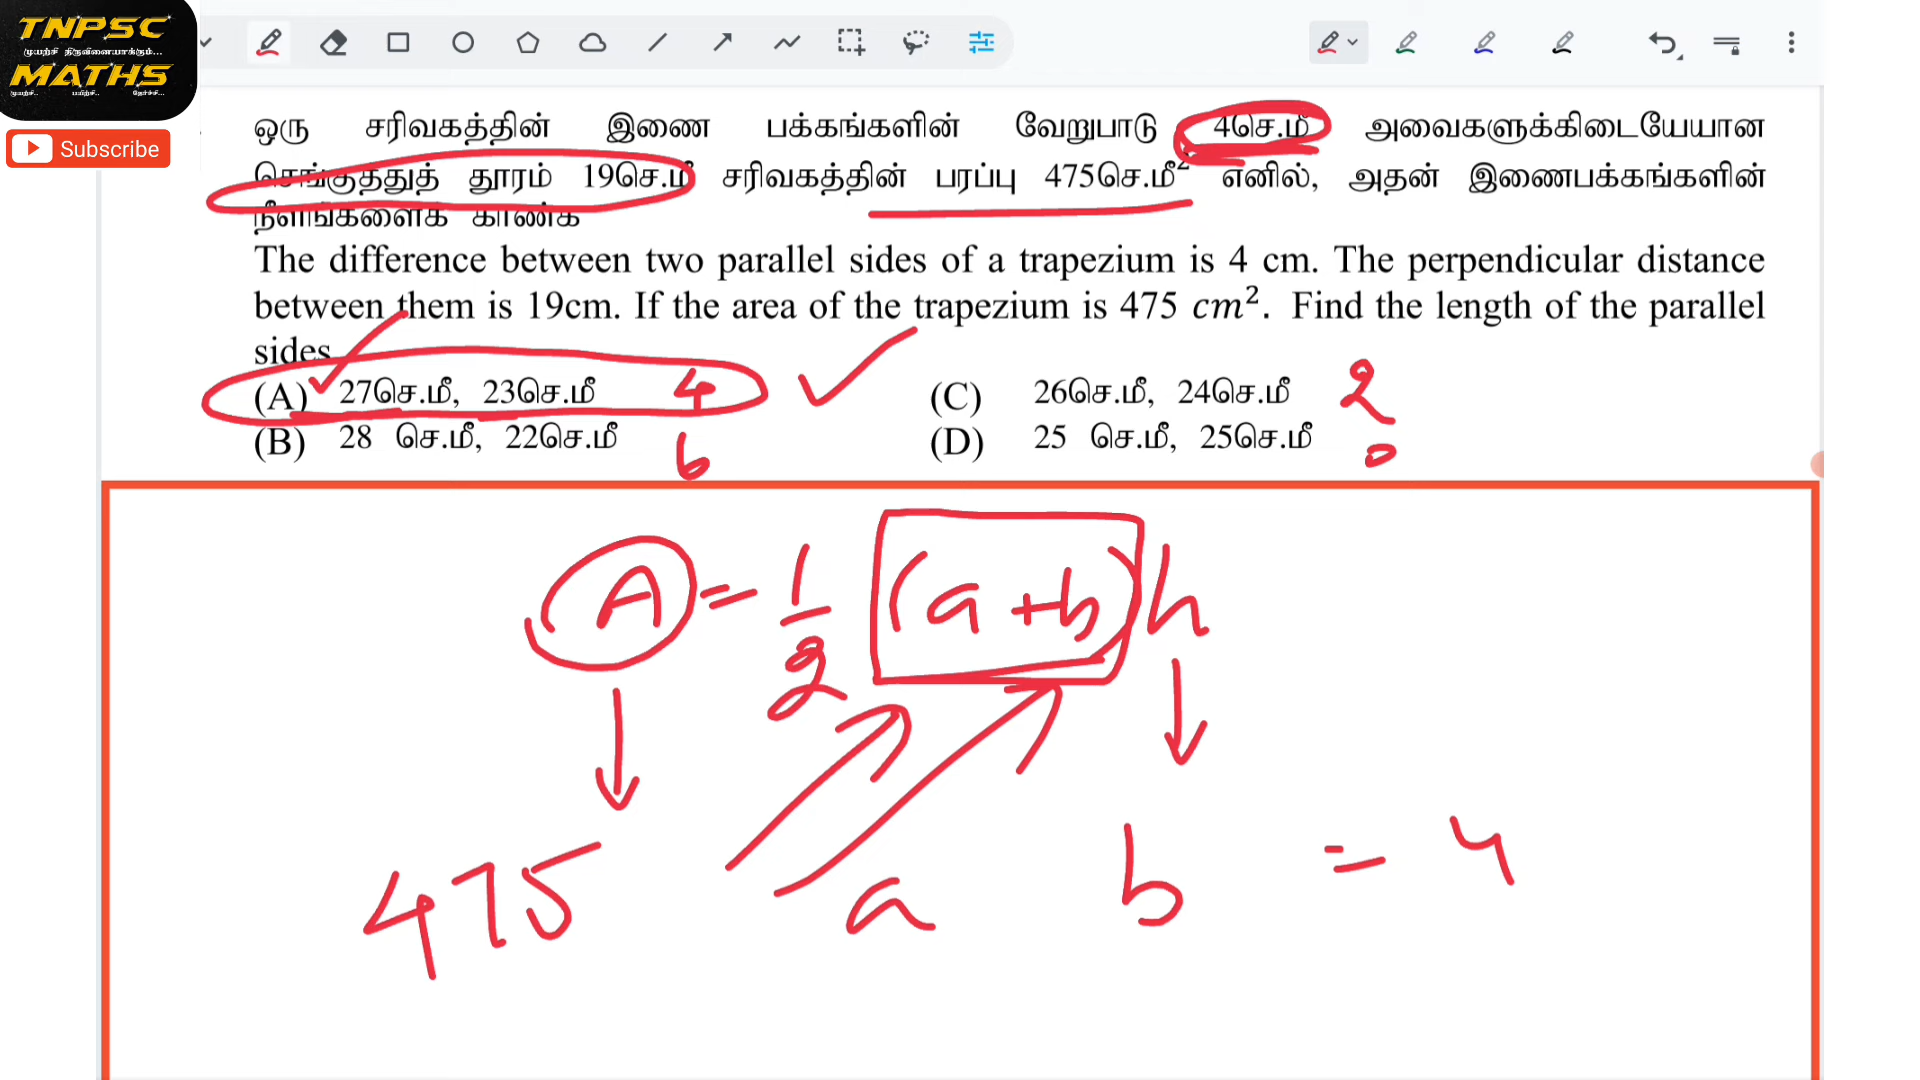 TNPSC
முயற்சி திருவினையாக்கும்...
MATHS
முயற்சி.. பயிற்சி.. தேர்ச்சி...
Subscribe
ஒரு சரிவகத்தின் இணை பக்கங்களின் வேறுபாடு 4செ.மீ அவைகளுக்கிடையேயான
செங்குத்துத் தூரம் 19செ.மீ சரிவகத்தின் பரப்பு 475செ.மீ² எனில், அதன் இணைபக்கங்களின்
நீளங்களைக் காண்க
The difference between two parallel sides of a trapezium is 4 cm. The perpendicular distance
between them is 19cm. If the area of the trapezium is 475 cm². Find the length of the parallel
sides
(A) 27செ.மீ, 23செ.மீ 4 (C) 26செ.மீ, 24செ.மீ 2
(B) 28 செ.மீ, 22செ.மீ 6 (D) 25 செ.மீ, 25செ.மீ 0
A = 1/2 (a+b) h
475 a b = 4